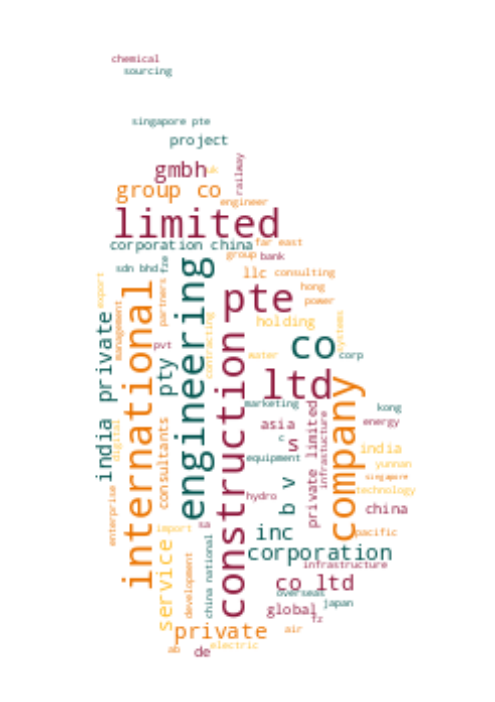 chemical
sourcing
singapore pte
project
gmbh
uk
railway
group co
engineer
limited
corporation china
far east
group
bank
sdn bhd
fze
llc
consulting
export
management
international
partners
engineering
pte
hong
power
holding
contracting
construction
water
co
systems
corp
india private
pvt
pty
ltd
company
marketing
kong
energy
asia
c
s
private limited
infrastucture
digital
consultants
equipment
india
yunnan
singapore
technology
b v
hydro
china
enterprise
import
sa
inc
pacific
service
development
china national
corporation
infrastructure
co ltd
overseas
japan
global
fz
private
air
ab
de
electric